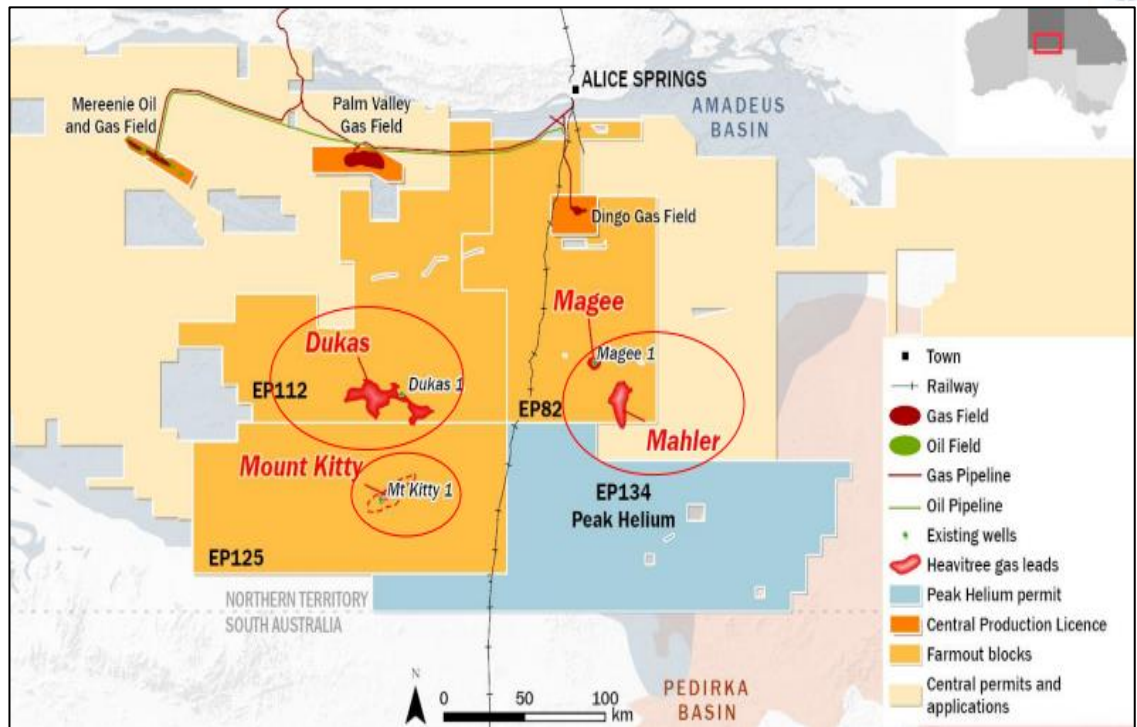 ALICE SPRINGS
AMADEUS
BASIN
Mereenie Oil
and Gas Field
Palm Valley
Gas Field
Dingo Gas Field
Magee
Magee 1
Dukas
Dukas 1
EP112
EP82
Mahler
Mount Kitty
Mt Kitty 1
EP134
Peak Helium
EP125
NORTHERN TERRITORY
SOUTH AUSTRALIA
PEDIRKA
BASIN
N
0 50 100
km
Town
Railway
Gas Field
Oil Field
Gas Pipeline
Oil Pipeline
Existing wells
Heavitree gas leads
Peak Helium permit
Central Production Licence
Farmout blocks
Central permits and
applications